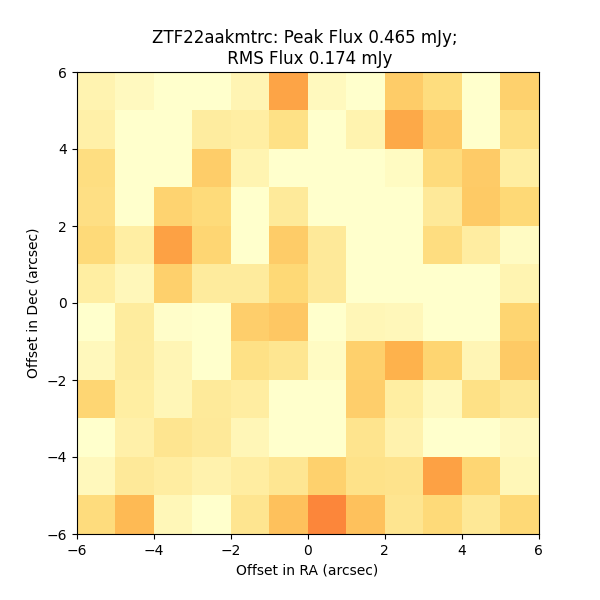 ZTF22aakmtrc: Peak Flux 0.465 mJy;
RMS Flux 0.174 mJy
6
4
2
0
−2
−4
−6
Offset in Dec (arcsec)
−6 −4 −2 0 2 4 6
Offset in RA (arcsec)